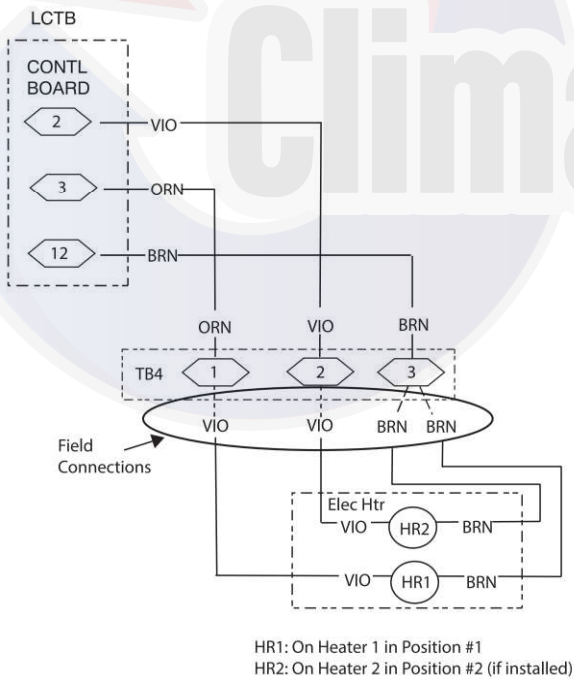 LCTB
Clima
CONTL
BOARD
2
VIO
3
ORN
12
BRN
ORN VIO BRN
TB4 1 2 3
VIO VIO BRN BRN
Field
Connections
Elec Htr
VIO HR2 BRN
VIO HR1 BRN
HR1: On Heater 1 in Position #1
HR2: On Heater 2 in Position #2 (if installed)